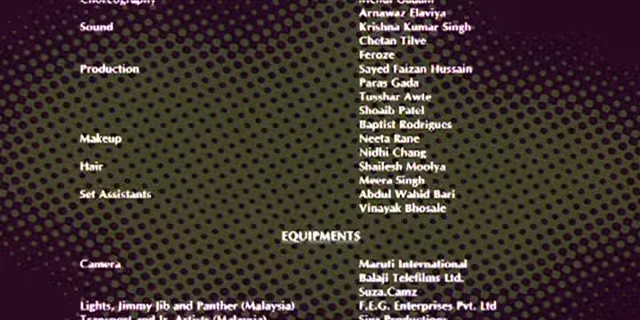 Choreography
Arnawaz Elaviya
Sound Krishna Kumar Singh
Chetan Tilve
Feroze
Production Sayed Faizan Hussain
Paras Gada
Tusshar Awte
Shoaib Patel
Baptist Rodrigues
Makeup Neeta Rane
Nidhi Chang
Hair Shailesh Moolya
Meera Singh
Set Assistants Abdul Wahid Bari
Vinayak Bhosale
EQUIPMENTS
Camera Maruti International
Balaji Telefilms Ltd.
Suza.Camz
Lights, Jimmy Jib and Panther (Malaysia) F.E.G. Enterprises Pvt. Ltd